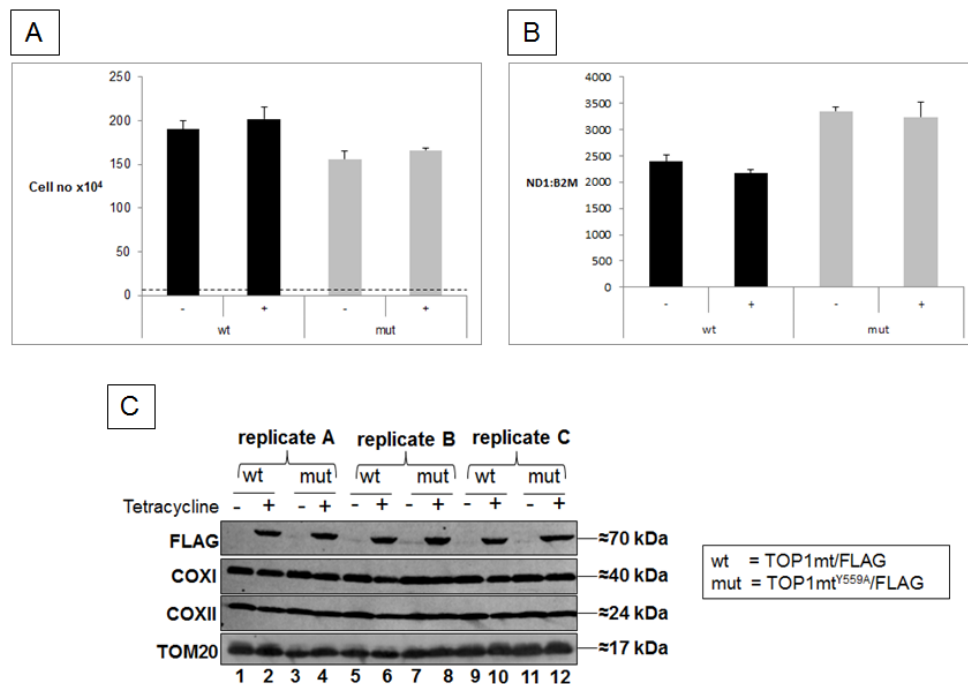 A
250
200
150
100
50
0
Cell no x10⁴
- + - +
wt mut
B
4000
3500
3000
2500
2000
1500
1000
500
0
ND1:B2M
- + - +
wt mut
C
replicate A replicate B replicate C
wt mut wt mut wt mut
Tetracycline - + - + - + - + - + - +
FLAG ≈70 kDa
COXI ≈40 kDa
COXII ≈24 kDa
TOM20 ≈17 kDa
1 2 3 4 5 6 7 8 9 10 11 12
wt = TOP1mt/FLAG
mut = TOP1mtY559A/FLAG